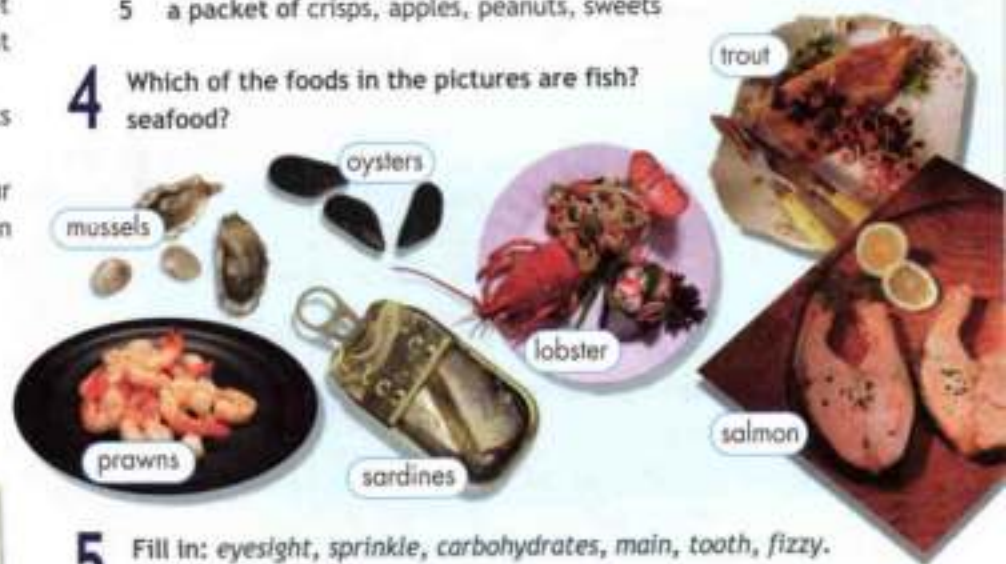 5 a packet of crisps, apples, peanuts, sweets
4 Which of the foods in the pictures are fish?
seafood?
trout
oysters
mussels
lobster
prawns
sardines
salmon
5 Fill in: eyesight, sprinkle, carbohydrates, main, tooth, fizzy.